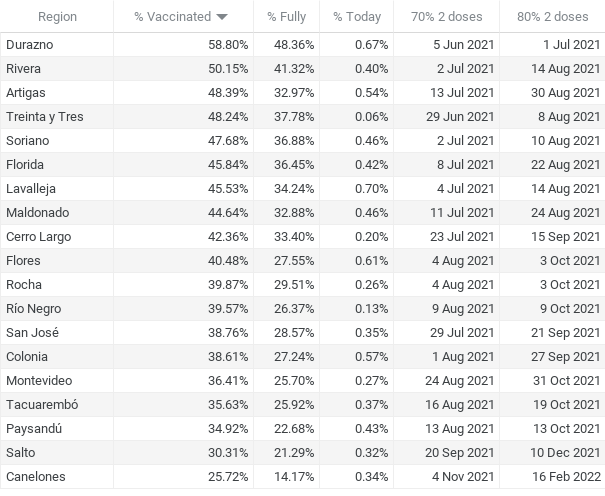 Region % Vaccinated % Fully % Today 70% 2 doses 80% 2 doses
Durazno 58.80% 48.36% 0.67% 5 Jun 2021 1 Jul 2021
Rivera 50.15% 41.32% 0.40% 2 Jul 2021 14 Aug 2021
Artigas 48.39% 32.97% 0.54% 13 Jul 2021 30 Aug 2021
Treinta y Tres 48.24% 37.78% 0.06% 29 Jun 2021 8 Aug 2021
Soriano 47.68% 36.88% 0.46% 2 Jul 2021 10 Aug 2021
Florida 45.84% 36.45% 0.42% 8 Jul 2021 22 Aug 2021
Lavalleja 45.53% 34.24% 0.70% 4 Jul 2021 14 Aug 2021
Maldonado 44.64% 32.88% 0.46% 11 Jul 2021 24 Aug 2021
Cerro Largo 42.36% 33.40% 0.20% 23 Jul 2021 15 Sep 2021
Flores 40.48% 27.55% 0.61% 4 Aug 2021 3 Oct 2021
Rocha 39.87% 29.51% 0.26% 4 Aug 2021 3 Oct 2021
Río Negro 39.57% 26.37% 0.13% 9 Aug 2021 9 Oct 2021
San José 38.76% 28.57% 0.35% 29 Jul 2021 21 Sep 2021
Colonia 38.61% 27.24% 0.57% 1 Aug 2021 27 Sep 2021
Montevideo 36.41% 25.70% 0.27% 24 Aug 2021 31 Oct 2021
Tacuarembó 35.63% 25.92% 0.37% 16 Aug 2021 19 Oct 2021
Paysandú 34.92% 22.68% 0.43% 13 Aug 2021 13 Oct 2021
Salto 30.31% 21.29% 0.32% 20 Sep 2021 10 Dec 2021
Canelones 25.72% 14.17% 0.34% 4 Nov 2021 16 Feb 2022